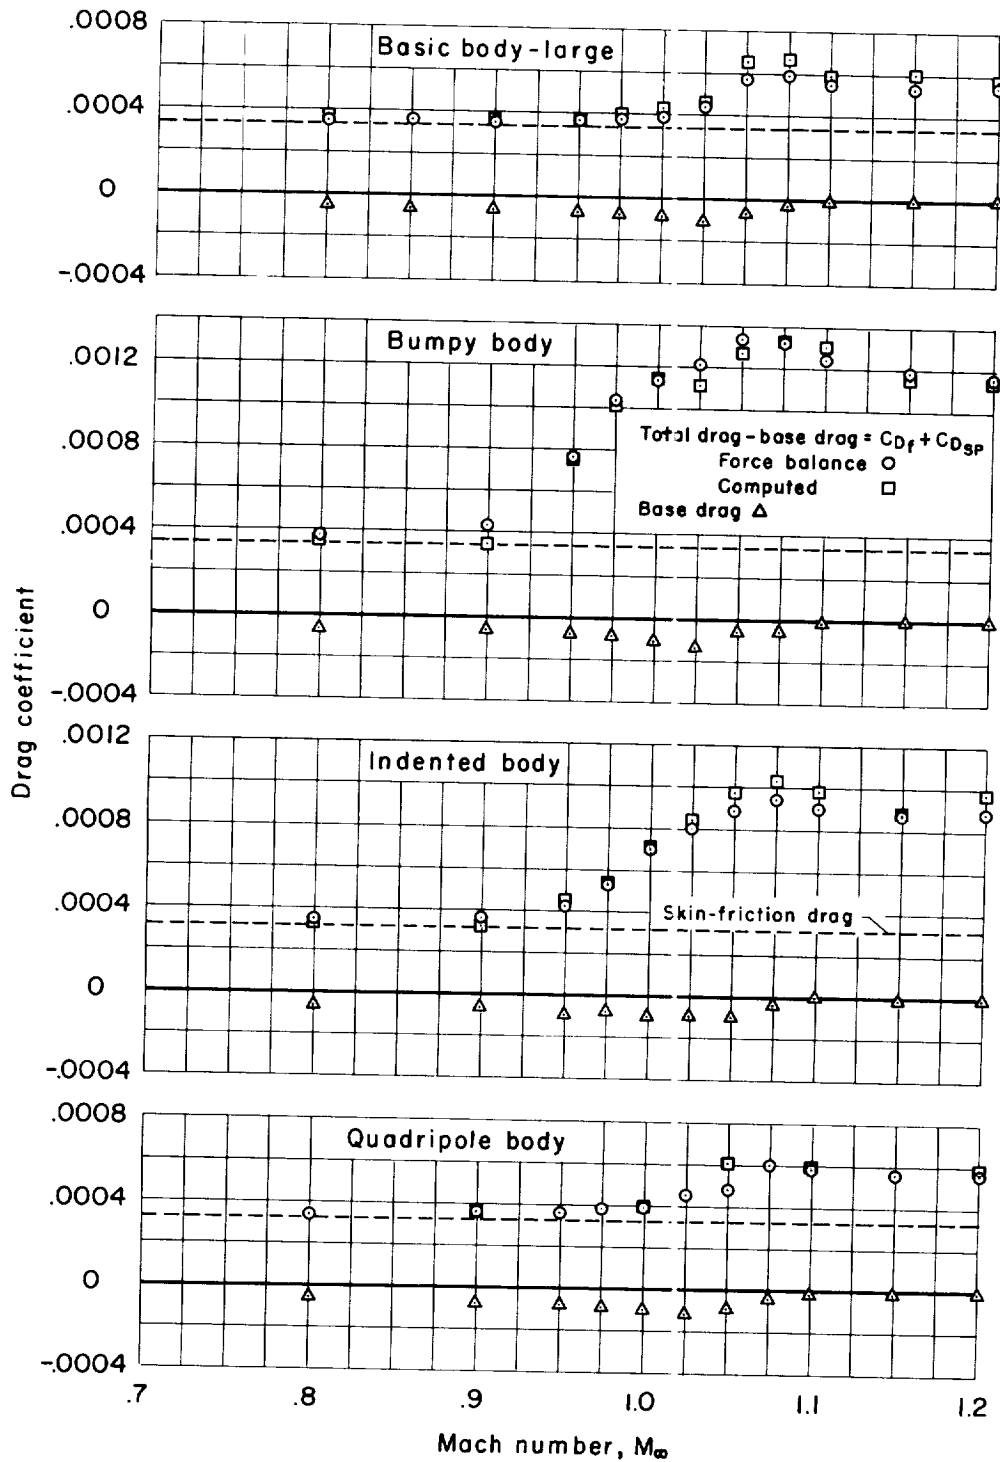 .0008
Basic body-large
.0004
0
-.0004
Bumpy body
.0012
Total drag-base drag = CDf + CDSP
Force balance ○
Computed □
Base drag △
.0008
.0004
0
-.0004
Drag coefficient
.0012
Indented body
.0008
.0004
Skin-friction drag
0
-.0004
.0008
Quadripole body
.0004
0
-.0004
.7 .8 .9 1.0 1.1 1.2
Mach number, M∞